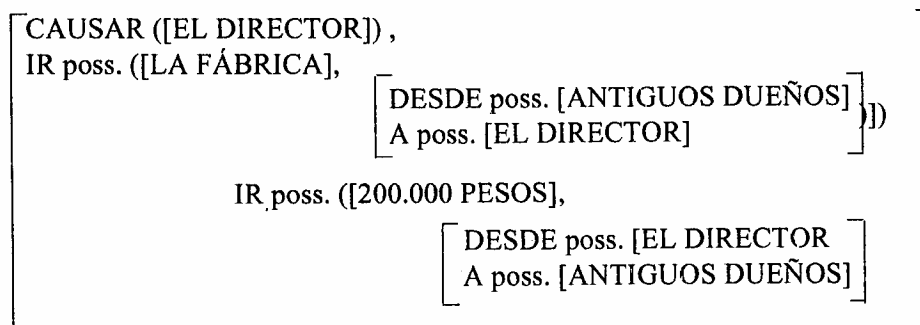 CAUSAR ([EL DIRECTOR]) ,
IR poss. ([LA FÁBRICA],
DESDE poss. [ANTIGUOS DUEÑOS]
A poss. [EL DIRECTOR] )])
IR poss. ([200.000 PESOS],
DESDE poss. [EL DIRECTOR
A poss. [ANTIGUOS DUEÑOS]